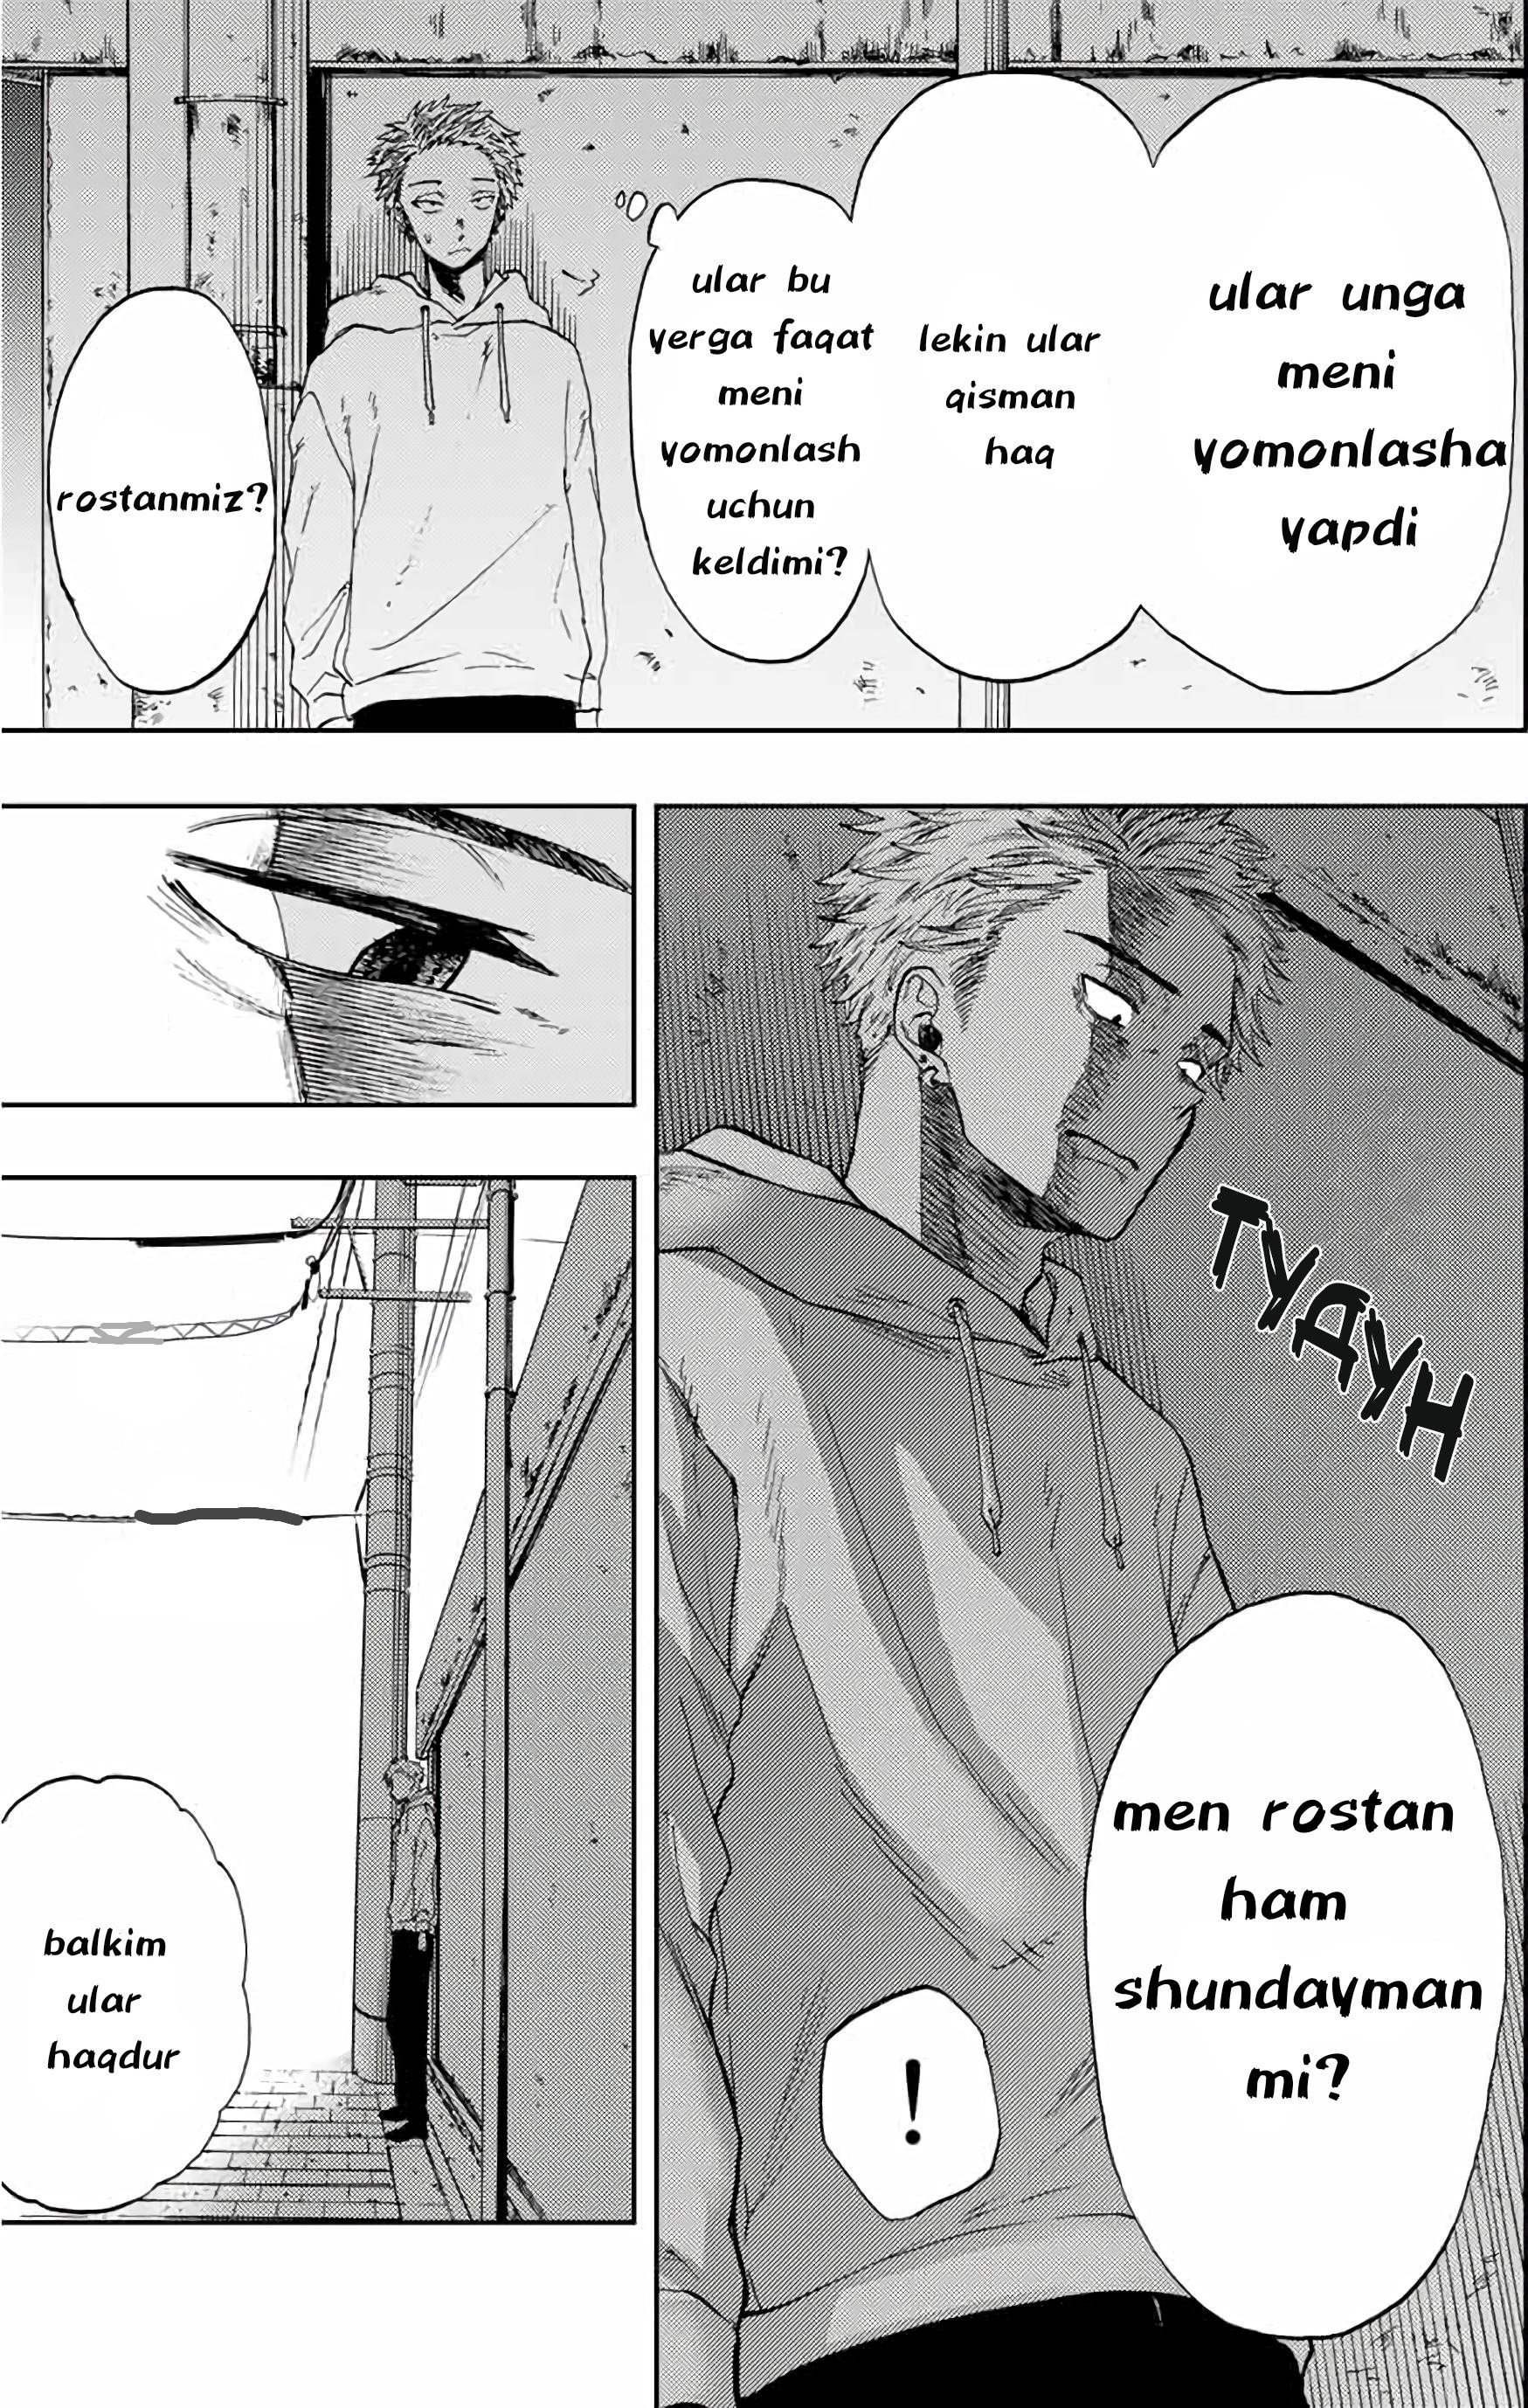 ular unga
meni
yomonlasha
yapdi
lekin ular
qisman
haq
ular bu
yerga faqat
meni
yomonlash
uchun
keldimi?
rostanmiz?
ТУДУН
men rostan
ham
shundayman
mi?
!
balkim
ular
haqdur